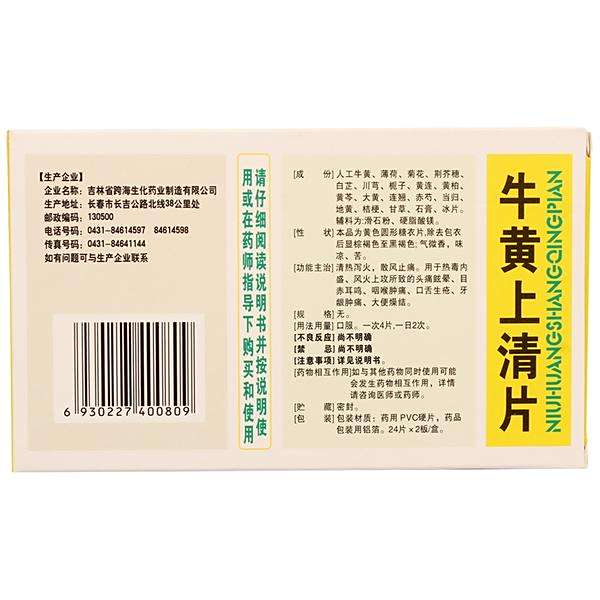 【生产企业】
企业名称：吉林省跨海生化药业制造有限公司
生产地址：长春市长吉公路北线38公里处
邮政编码：130500
电话号码：0431-84614597  84614598
传真号码：0431-84641144
如有问题可与生产企业联系
6 930227 400809
请仔细阅读说明书并按说明使
用或在药师指导下购买和使用
[成    份] 人工牛黄、薄荷、菊花、荆芥穗、
白芷、川芎、栀子、黄连、黄柏、
黄芩、大黄、连翘、赤芍、当归、
地黄、桔梗、甘草、石膏、冰片。
辅料为:滑石粉、硬脂酸镁。
[性    状] 本品为黄色圆形糖衣片,除去包衣
后显棕褐色至黑褐色;气微香，味
凉、苦。
[功能主治] 清热泻火，散风止痛。用于热毒内
盛、风火上攻所致的头痛眩晕、目
赤耳鸣、咽喉肿痛、口舌生疮、牙
龈肿痛、大便燥结。
[规    格] 无。
[用法用量] 口服。一次4片,一日2次。
[不良反应] 尚不明确
[禁    忌] 尚不明确
[注意事项] 详见说明书。
[药物相互作用] 如与其他药物同时使用可能
会发生药物相互作用，详情
请咨询医师或药师。
[贮    藏] 密封。
[包    装] 包装材质：药用PVC硬片，药品
包装用铝箔。24片×2板/盒。
牛黄上清片
NIUHUANGSHANGQINGPIAN